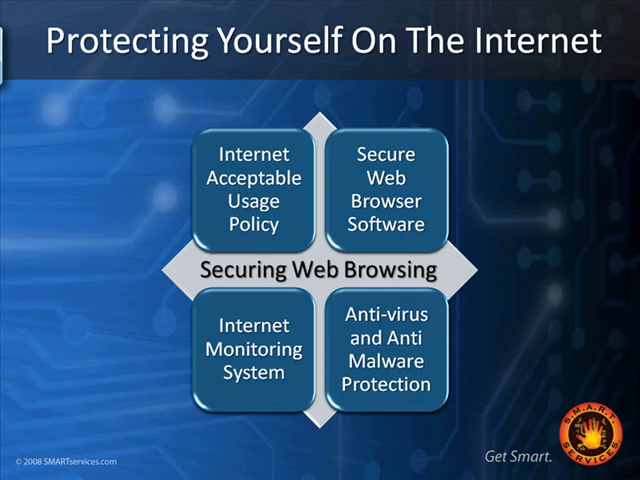 Protecting Yourself On The Internet
Internet
Acceptable
Usage
Policy
Secure
Web
Browser
Software
Securing Web Browsing
Internet
Monitoring
System
Anti-virus
and Anti
Malware
Protection
S.M.A.R.T.
SERVICES
Get Smart.
© 2008 SMARTservices.com